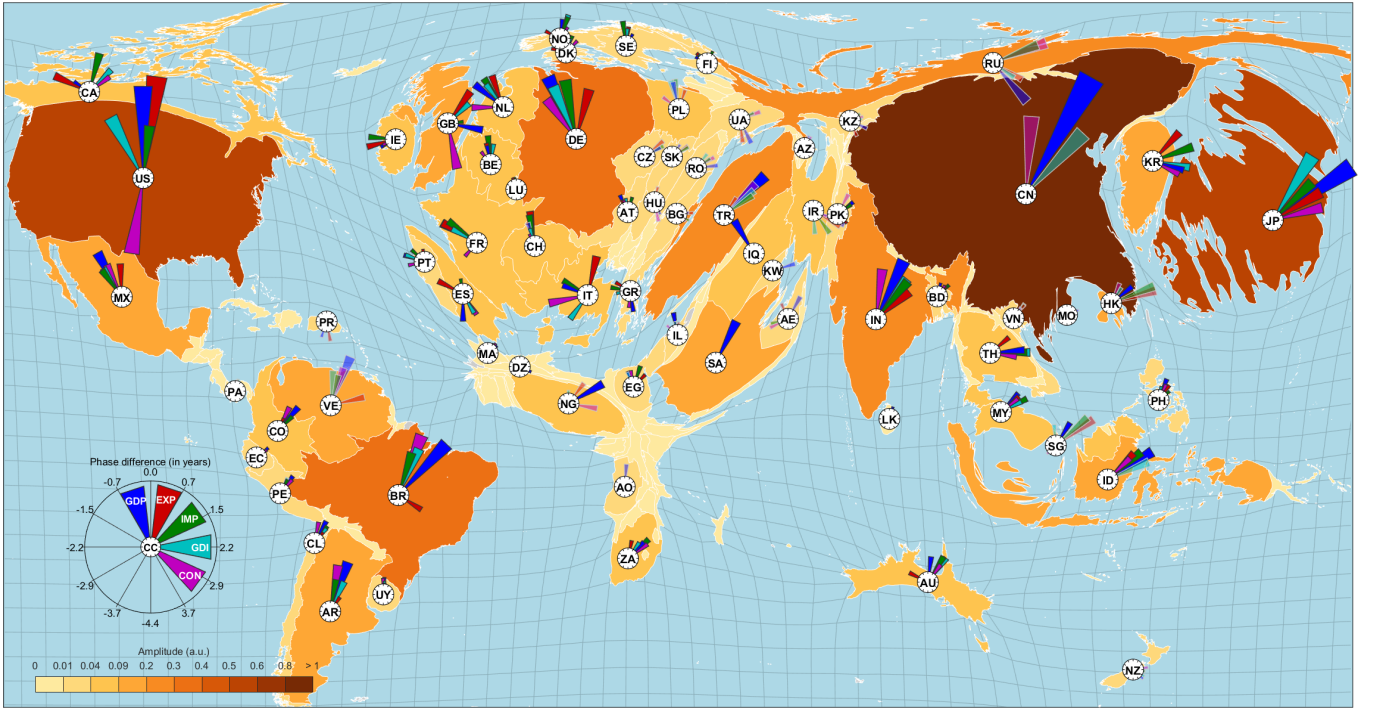 NO
DK
SE
FI
RU
CA
NL
GB
DE
PL
UA
KZ
IE
BE
CZ
SK
RO
AZ
KR
US
LU
AT
HU
BG
TR
IR
PK
CN
JP
FR
CH
PT
IQ
KW
MX
ES
IT
GR
BD
HK
PR
IL
AE
IN
VN
MO
MA
DZ
SA
TH
PA
VE
NG
EG
LK
MY
PH
CO
SG
EC
Phase difference (in years)
0.0
-0.7
0.7
GDP
EXP
-1.5
IMP
1.5
-2.2
CC
GDI
2.2
CON
-2.9
2.9
-3.7
3.7
-4.4
PE
BR
AO
ID
CL
ZA
AU
AR
UY
NZ
Amplitude (a.u.)
0 0.01 0.04 0.09 0.2 0.3 0.4 0.5 0.6 0.8 > 1